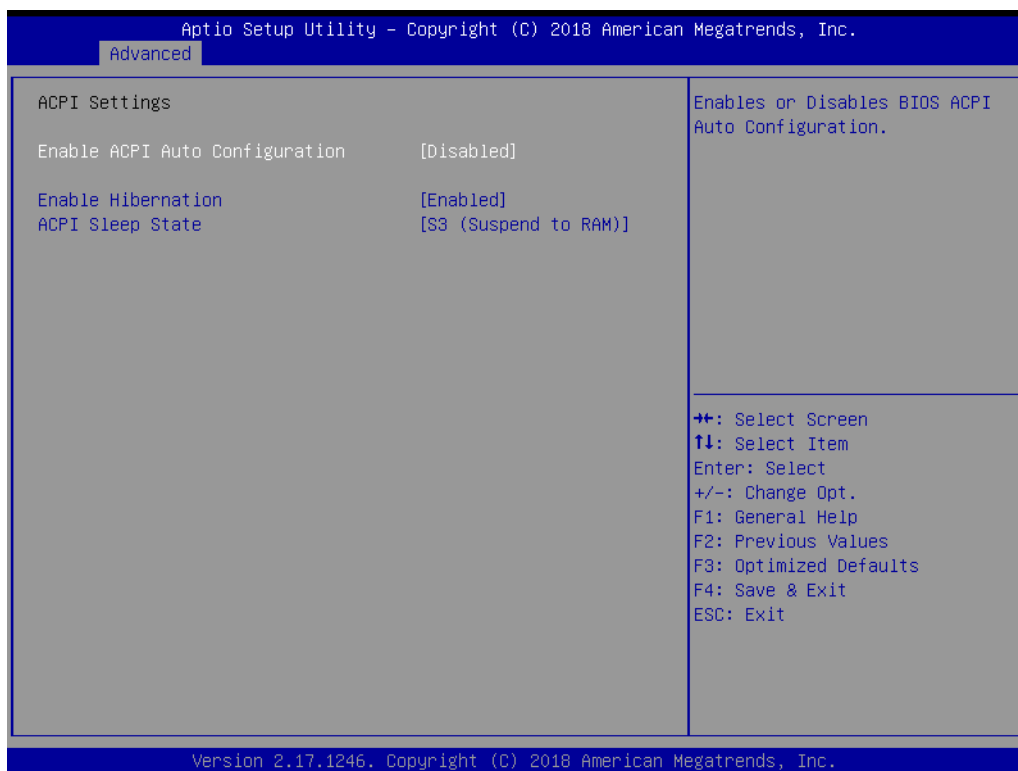 Aptio Setup Utility – Copyright (C) 2018 American Megatrends, Inc.
Advanced
ACPI Settings
Enable ACPI Auto Configuration [Disabled]
Enable Hibernation [Enabled]
ACPI Sleep State [S3 (Suspend to RAM)]
Enables or Disables BIOS ACPI
Auto Configuration.
→←: Select Screen
↑↓: Select Item
Enter: Select
+/-: Change Opt.
F1: General Help
F2: Previous Values
F3: Optimized Defaults
F4: Save & Exit
ESC: Exit
Version 2.17.1246. Copyright (C) 2018 American Megatrends, Inc.